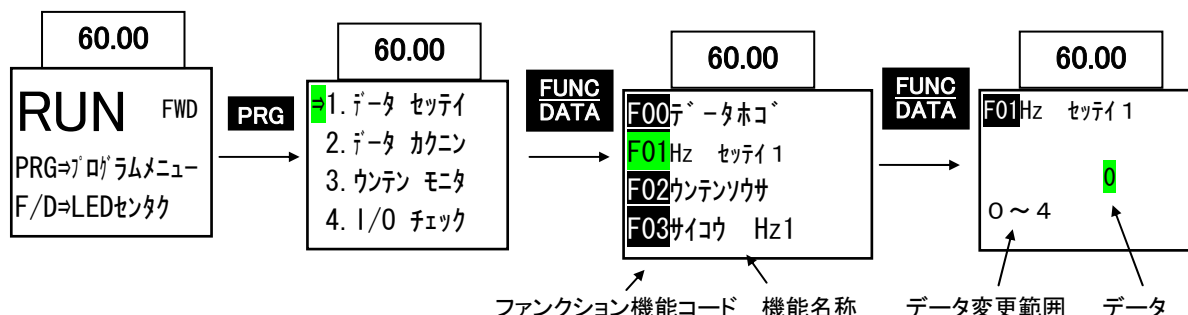 60.00
RUN FWD
PRG⇒プログラムメニュー
F/D⇒LEDセンタク
PRG
60.00
⇒1.データ セッテイ
2.データ カクニン
3.ウンテン モニタ
4.I/O チェック
FUNC
DATA
60.00
F00データホゴ
F01Hz セッテイ1
F02ウンテンソウサ
F03サイコウ Hz1
ファンクション機能コード 機能名称
FUNC
DATA
60.00
F01Hz セッテイ1
0
0～4
データ変更範囲 データ